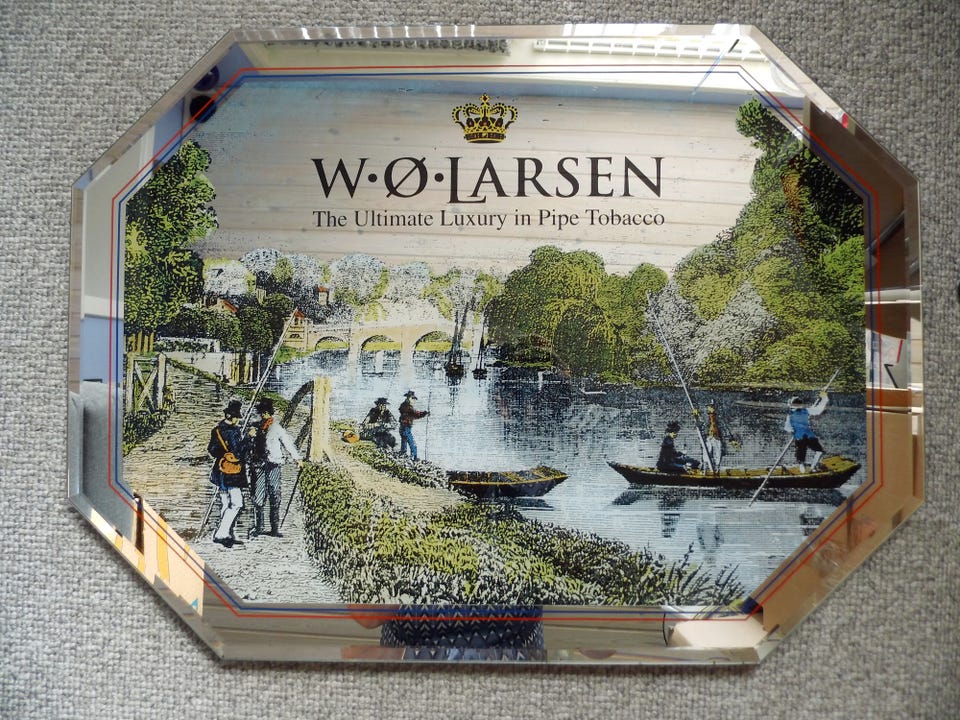 W·Ø·LARSEN
The Ultimate Luxury in Pipe Tobacco